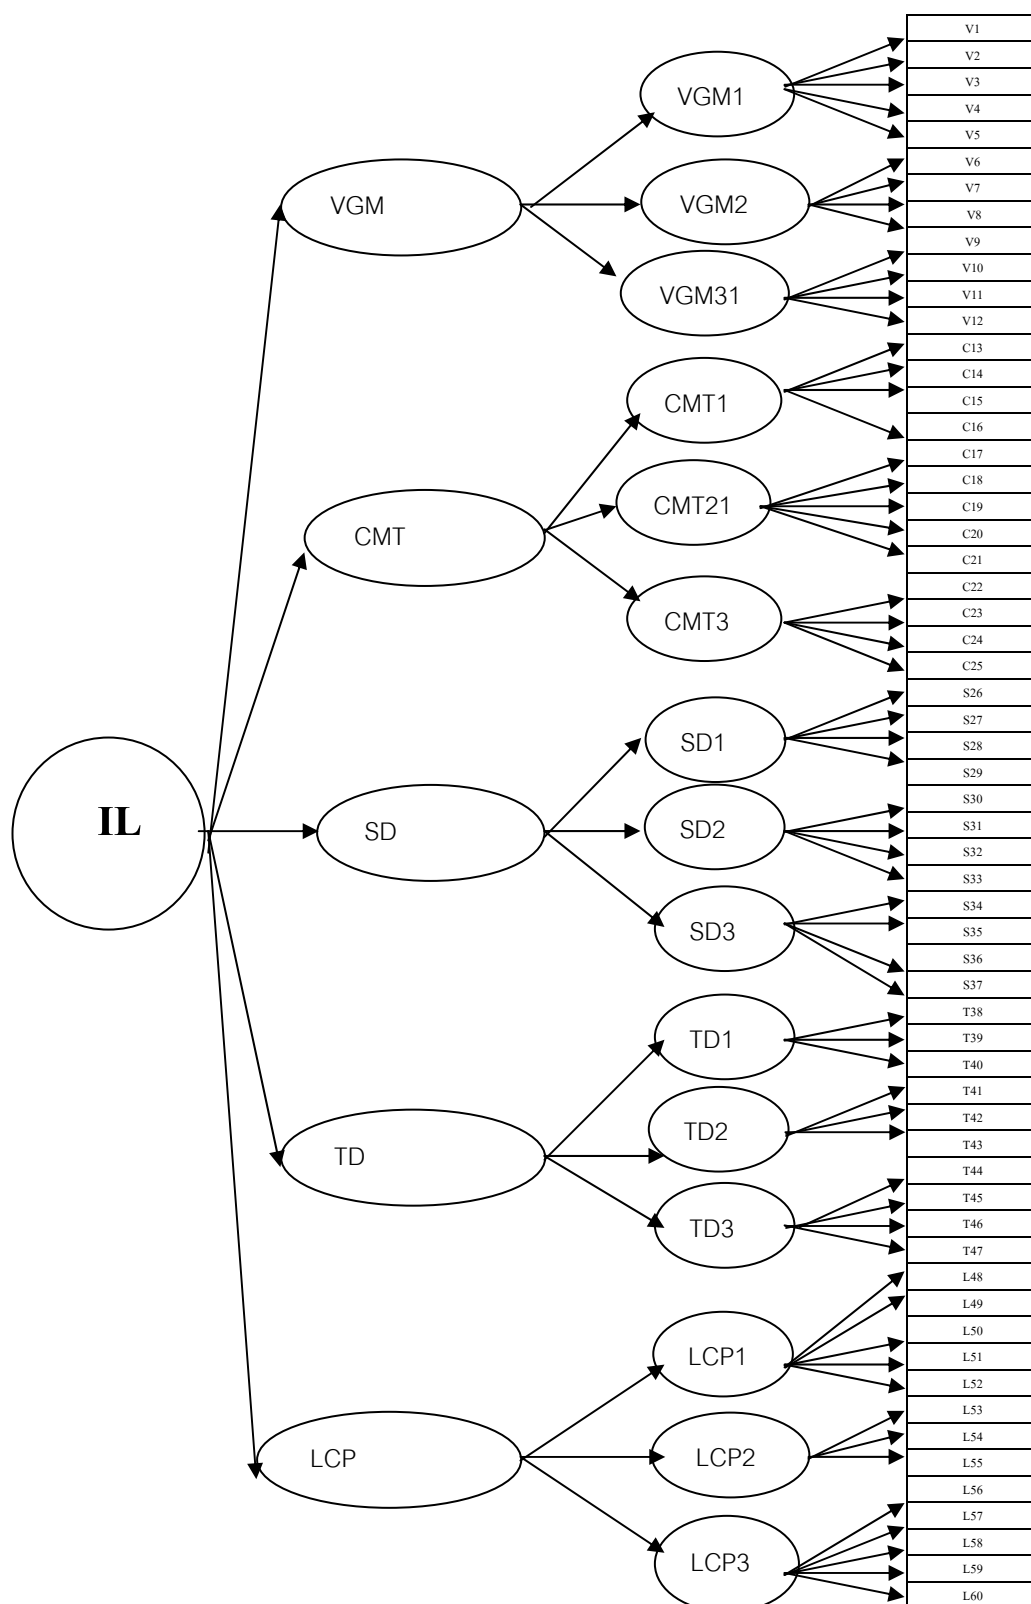 V1
V2
V3
V4
V5
V6
V7
V8
V9
V10
V11
V12
C13
C14
C15
C16
C17
C18
C19
C20
C21
C22
C23
C24
C25
S26
S27
S28
S29
S30
S31
S32
S33
S34
S35
S36
S37
T38
T39
T40
T41
T42
T43
T44
T45
T46
T47
L48
L49
L50
L51
L52
L53
L54
L55
L56
L57
L58
L59
L60
VGM1
VGM2
VGM31
CMT1
CMT21
CMT3
SD1
SD2
SD3
TD1
TD2
TD3
LCP1
LCP2
LCP3
VGM
CMT
SD
TD
LCP
IL